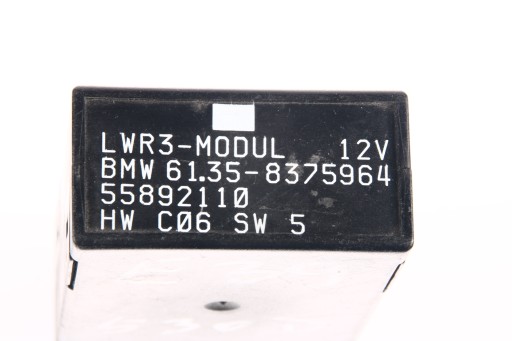 LWR3-MODUL 12V
BMW 61.35-8375964
55892110
HW C06 SW 5